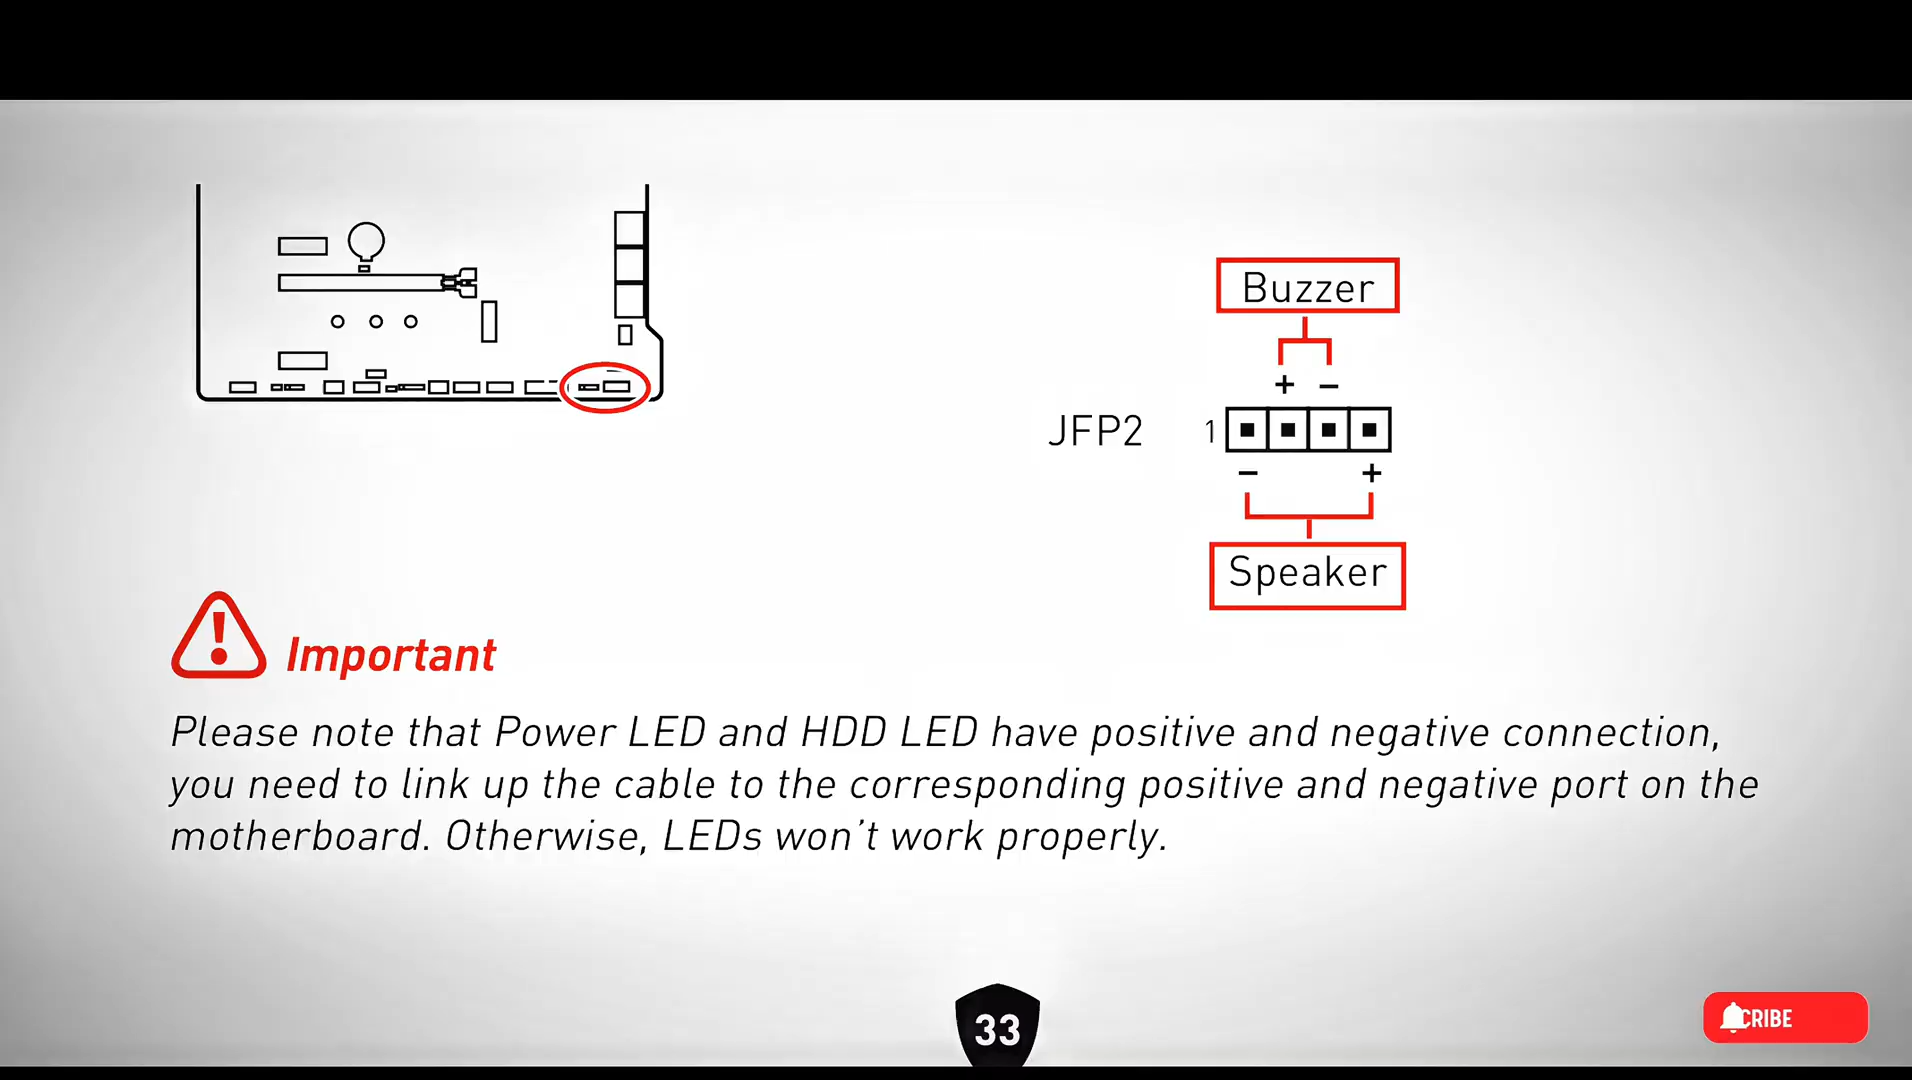 Buzzer
+ −
JFP2 1
− +
Speaker
! Important
Please note that Power LED and HDD LED have positive and negative connection,
you need to link up the cable to the corresponding positive and negative port on the
motherboard. Otherwise, LEDs won't work properly.
33
CRIBE